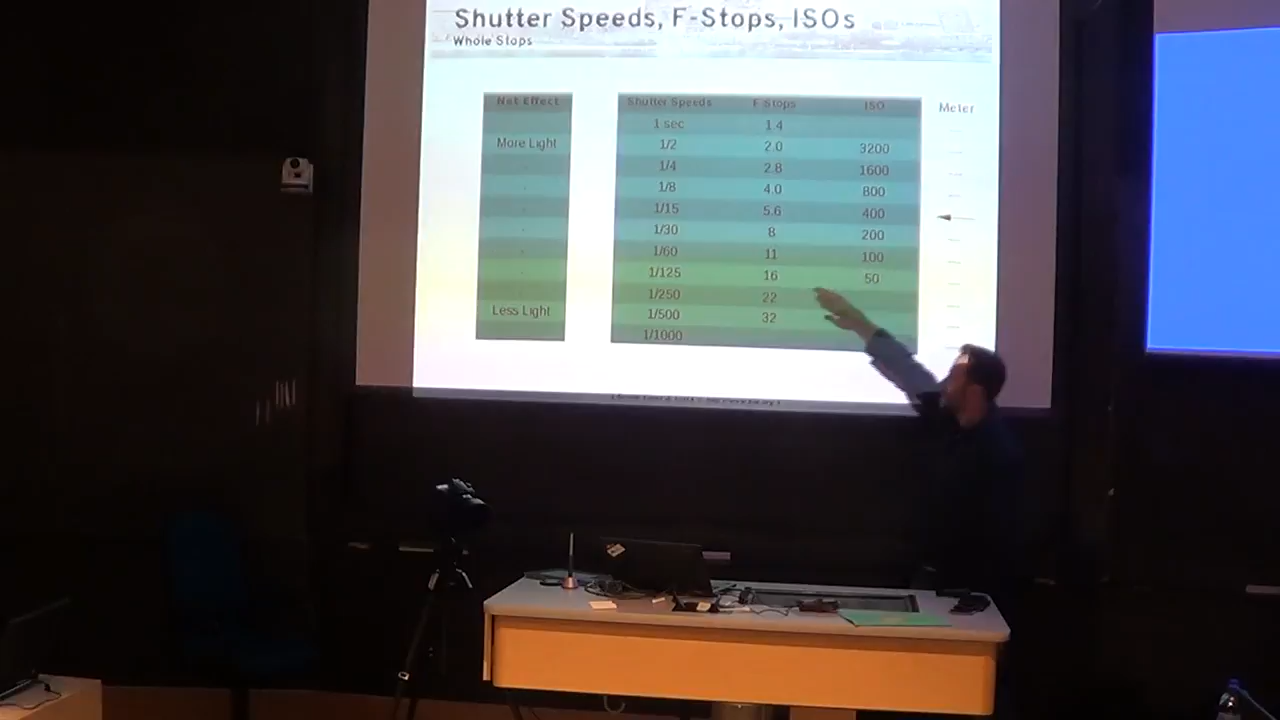 Shutter Speeds, F-Stops, ISOs
Whole Stops
Net Effect Shutter Speeds F Stops ISO Meter
1 sec 1.4
More Light 1/2 2.0 3200
1/4 2.8 1600
1/8 4.0 800
1/15 5.6 400
1/30 8 200
1/60 11 100
1/125 16 50
1/250 22
Less Light 1/500 32
1/1000